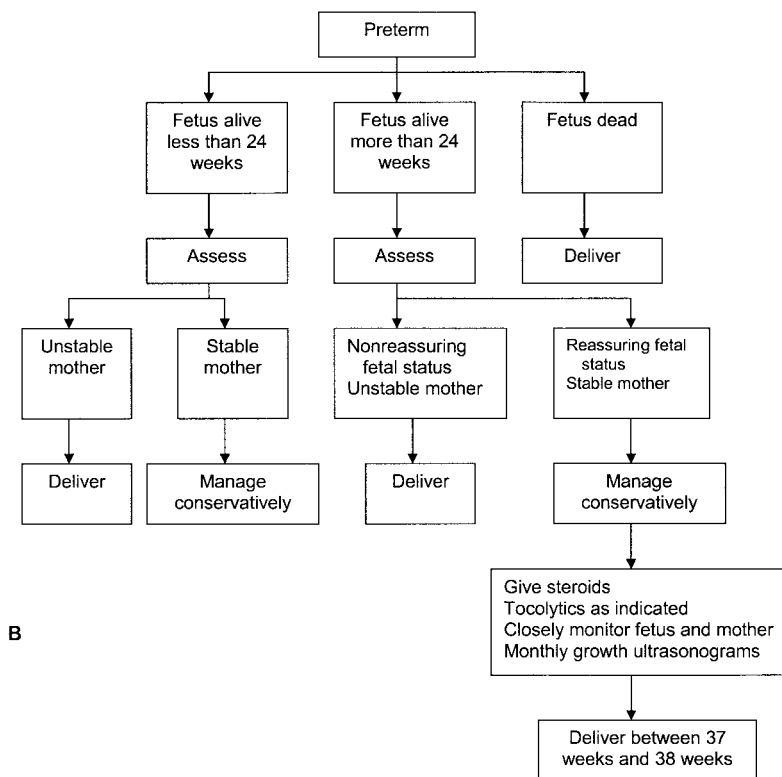 Preterm
Fetus alive
less than 24
weeks
Fetus alive
more than 24
weeks
Fetus dead
Assess
Assess
Deliver
Unstable
mother
Stable
mother
Nonreassuring
fetal status
Unstable mother
Reassuring fetal
status
Stable mother
Deliver
Manage
conservatively
Deliver
Manage
conservatively
Give steroids
Tocolytics as indicated
Closely monitor fetus and mother
Monthly growth ultrasonograms
B
Deliver between 37
weeks and 38 weeks